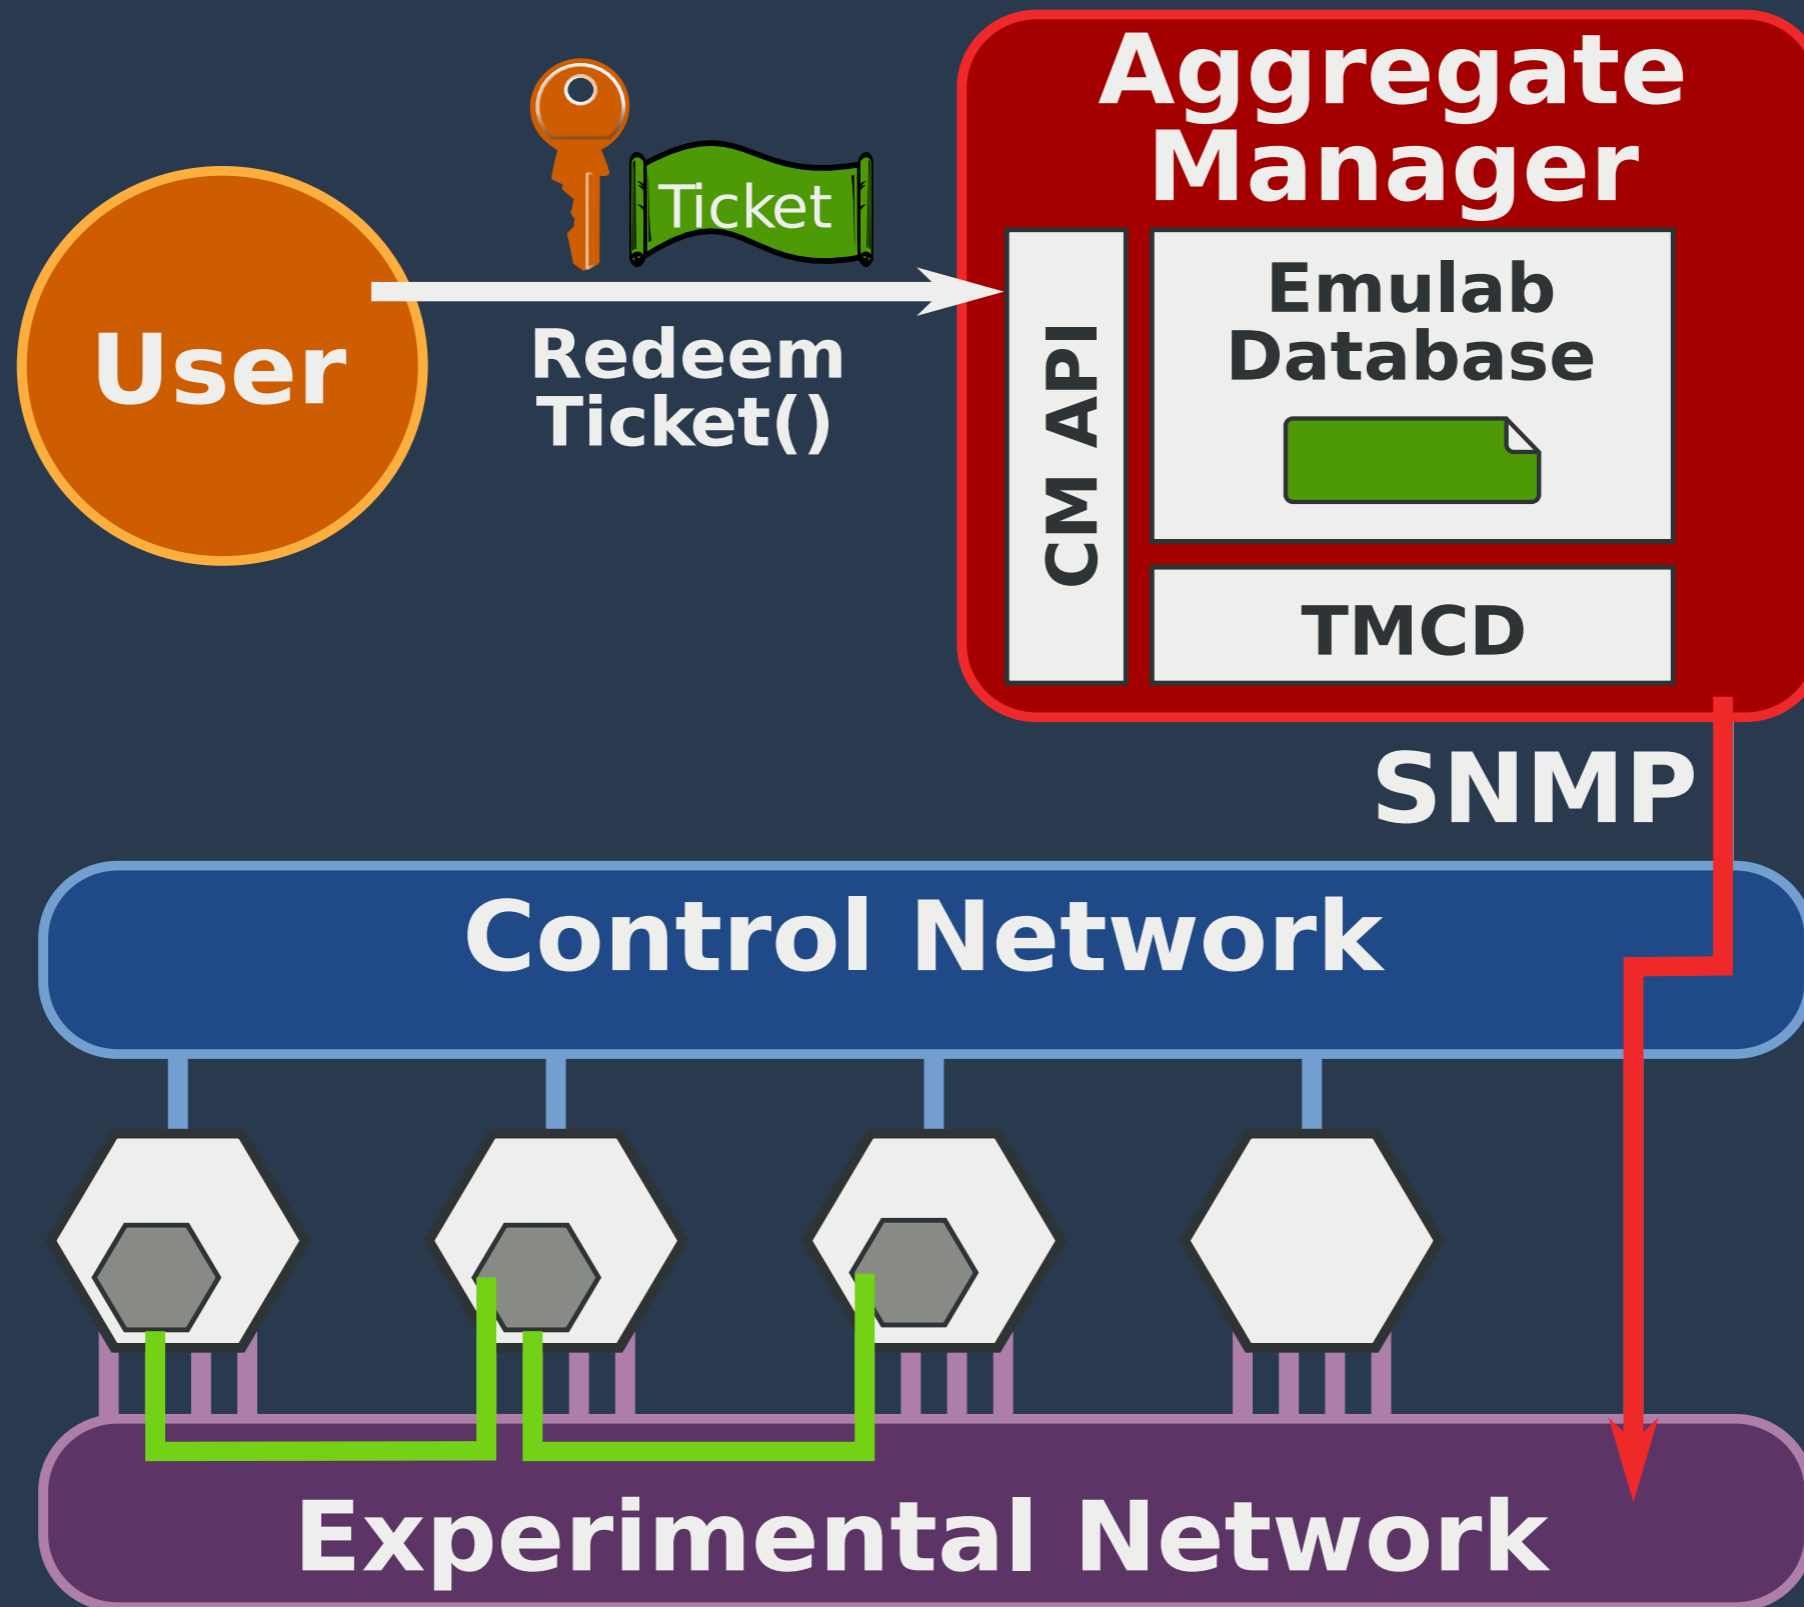 Aggregate
Manager
Ticket
User
Redeem
Ticket()
CM API
Emulab
Database
TMCD
SNMP
Control Network
Experimental Network